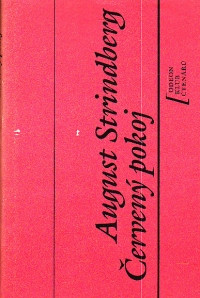 August Strindberg
Červený pokoj
ODEON
KLUB
ČTENÁŘŮ